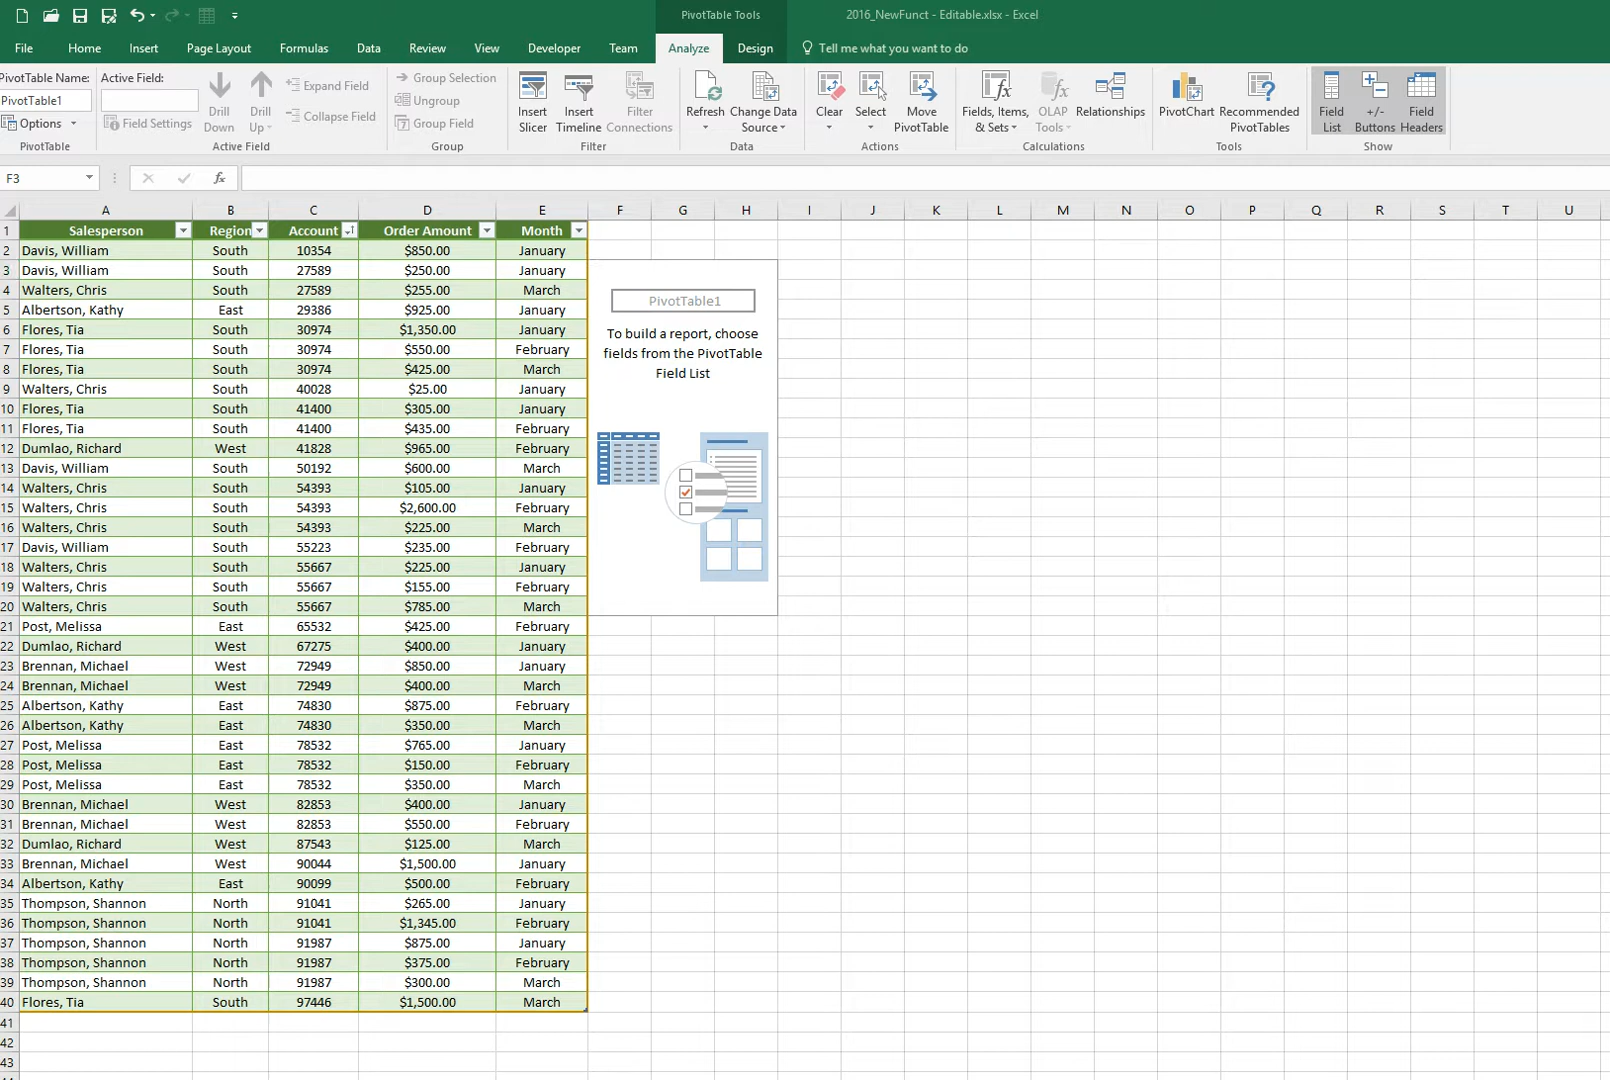 PivotTable Tools
2016_NewFunct - Editable.xlsx - Excel
File Home Insert Page Layout Formulas Data Review View Developer Team Analyze Design Tell me what you want to do
PivotTable Name:
PivotTable1
Options
PivotTable
Active Field:
Field Settings
Drill Down
Drill Up
Expand Field
Collapse Field
Active Field
Group Selection
Ungroup
Group Field
Group
Insert Slicer
Insert Timeline
Filter Connections
Filter
Refresh
Change Data Source
Data
Clear
Select
Move PivotTable
Actions
Fields, Items, & Sets
OLAP Tools
Relationships
Calculations
PivotChart
Recommended PivotTables
Tools
Field List
+/- Buttons
Field Headers
Show
F3 fx
A B C D E F G H I J K L M N O P Q R S T U
1 Salesperson Region Account Order Amount Month
2 Davis, William South 10354 $850.00 January
3 Davis, William South 27589 $250.00 January
4 Walters, Chris South 27589 $255.00 March
5 Albertson, Kathy East 29386 $925.00 January
6 Flores, Tia South 30974 $1,350.00 January
7 Flores, Tia South 30974 $550.00 February
8 Flores, Tia South 30974 $425.00 March
9 Walters, Chris South 40028 $25.00 January
10 Flores, Tia South 41400 $305.00 January
11 Flores, Tia South 41400 $435.00 February
12 Dumlao, Richard West 41828 $965.00 February
13 Davis, William South 50192 $600.00 March
14 Walters, Chris South 54393 $105.00 January
15 Walters, Chris South 54393 $2,600.00 February
16 Walters, Chris South 54393 $225.00 March
17 Davis, William South 55223 $235.00 February
18 Walters, Chris South 55667 $225.00 January
19 Walters, Chris South 55667 $155.00 February
20 Walters, Chris South 55667 $785.00 March
21 Post, Melissa East 65532 $425.00 February
22 Dumlao, Richard West 67275 $400.00 January
23 Brennan, Michael West 72949 $850.00 January
24 Brennan, Michael West 72949 $400.00 March
25 Albertson, Kathy East 74830 $875.00 February
26 Albertson, Kathy East 74830 $350.00 March
27 Post, Melissa East 78532 $765.00 January
28 Post, Melissa East 78532 $150.00 February
29 Post, Melissa East 78532 $350.00 March
30 Brennan, Michael West 82853 $400.00 January
31 Brennan, Michael West 82853 $550.00 February
32 Dumlao, Richard West 87543 $125.00 March
33 Brennan, Michael West 90044 $1,500.00 January
34 Albertson, Kathy East 90099 $500.00 February
35 Thompson, Shannon North 91041 $265.00 January
36 Thompson, Shannon North 91041 $1,345.00 February
37 Thompson, Shannon North 91987 $875.00 January
38 Thompson, Shannon North 91987 $375.00 February
39 Thompson, Shannon North 91987 $300.00 March
40 Flores, Tia South 97446 $1,500.00 March
41
42
43
PivotTable1
To build a report, choose
fields from the PivotTable
Field List